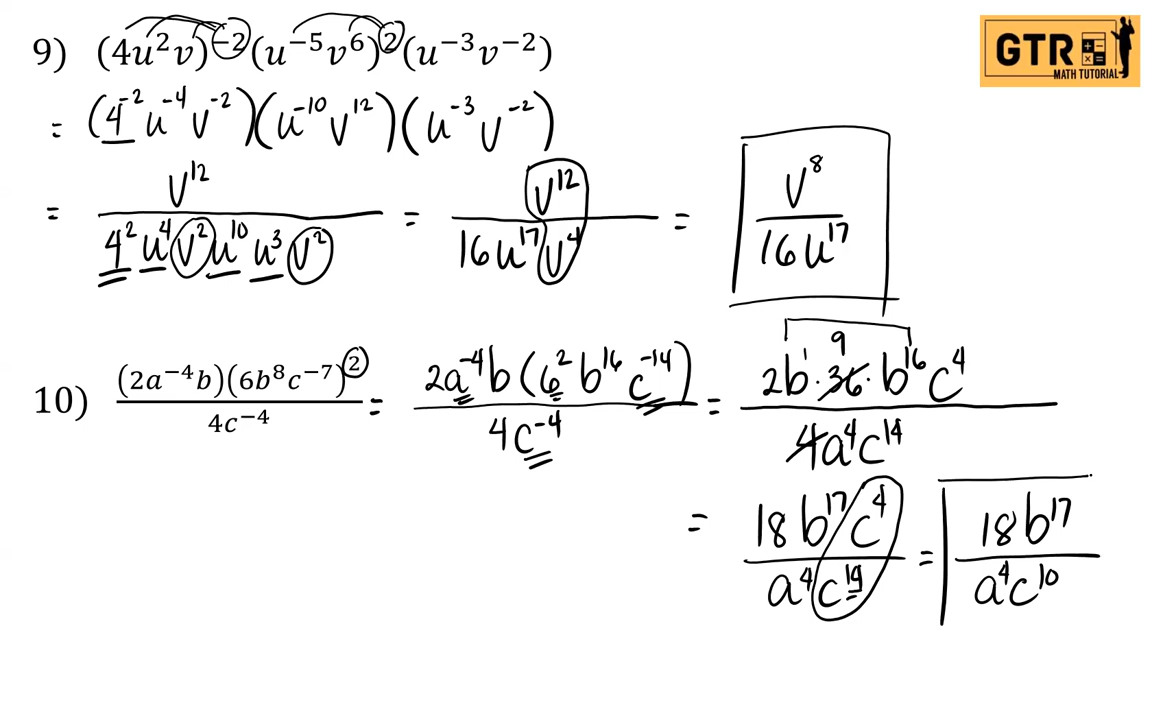 GTR
MATH TUTORIAL
9) (4u²v)⁻²(u⁻⁵v⁶)²(u⁻³v⁻²)
= (4⁻²u⁻⁴v⁻²)(u⁻¹⁰v¹²)(u⁻³v⁻²)
= v¹² / 4²u⁴v²u¹⁰u³v² = v¹² / 16u¹⁷v⁴ = v⁸ / 16u¹⁷
10) (2a⁻⁴b)(6b⁸c⁻⁷)² / 4c⁻⁴ = 2a⁻⁴b(6²b¹⁶c⁻¹⁴) / 4c⁻⁴ = 2b¹·36·b¹⁶c⁴ / 4a⁴c¹⁴ 9
= 18b¹⁷c⁴ / a⁴c¹⁴ = 18b¹⁷ / a⁴c¹⁰